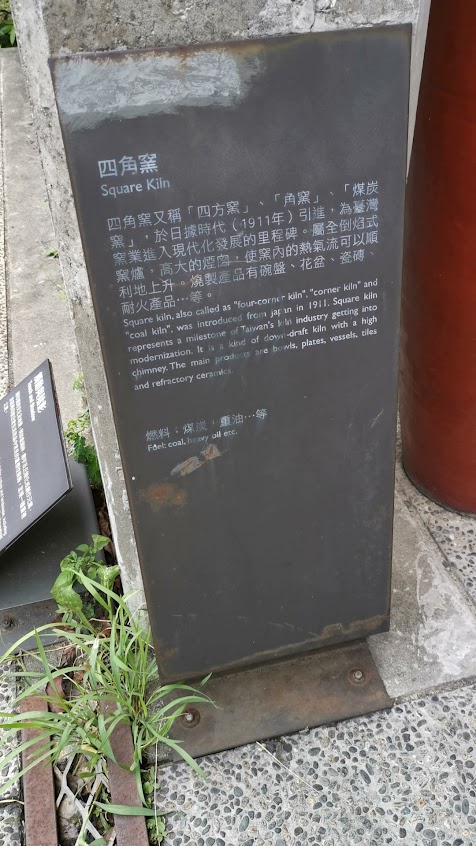 四角窯
Square Kiln
四角窯又稱「四方窯」、「角窯」、「煤炭
窯」，於日據時代（1911年）引進，為臺灣
窯業進入現代化發展的里程碑。屬全倒焰式
窯爐，高大的煙囪，使窯內的熱氣流可以順
利地上升。燒製產品有碗盤、花盆、瓷磚、
耐火產品…等。
Square kiln, also called as "four-corner kiln", "corner kiln" and
"coal kiln", was introduced from Japan in 1911. Square kiln
represents a milestone of Taiwan's kiln industry getting into
modernization. It is a kind of down-draft kiln with a high
chimney. The main products are bowls, plates, vessels, tiles
and refractory ceramics.
燃料：煤炭，重油…等
Fuel: coal, heavy oil etc.